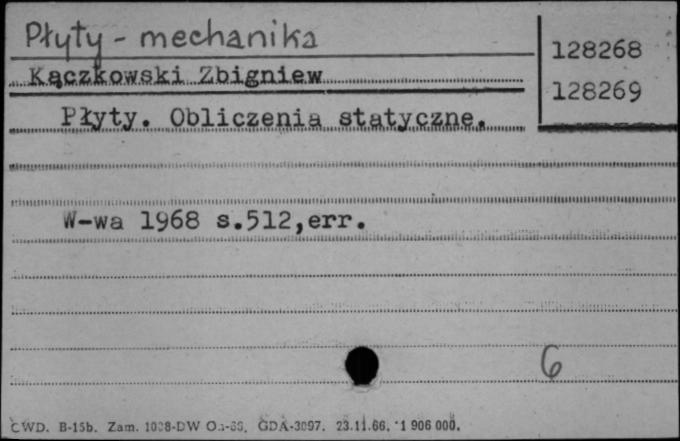 Płyty - mechanika
128268
Kączkowski Zbigniew
128269
Płyty. Obliczenia statyczne.
W-wa 1968 s.512,err.
6
CWD. B-15b. Zam. GDA-3097. 23.11.66. 1 906 000.